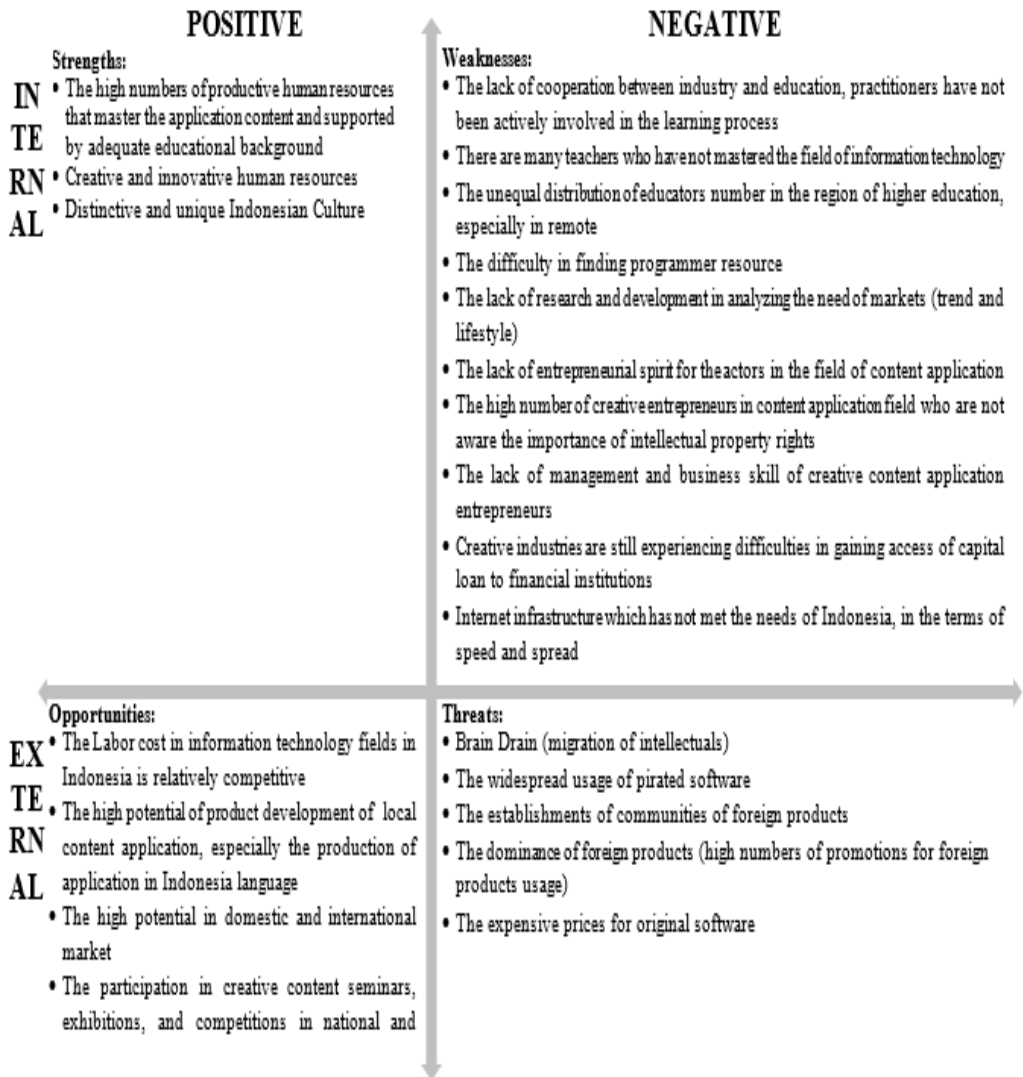 POSITIVE
NEGATIVE
IN
TE
RN
AL
Strengths:
• The high numbers of productive human resources
that master the application content and supported
by adequate educational background
• Creative and innovative human resources
• Distinctive and unique Indonesian Culture
Weaknesses:
• The lack of cooperation between industry and education, practitioners have not
been actively involved in the learning process
• There are many teachers who have not mastered the field of information technology
• The unequal distribution of educators number in the region of higher education,
especially in remote
• The difficulty in finding programmer resource
• The lack of research and development in analyzing the need of markets (trend and
lifestyle)
• The lack of entrepreneurial spirit for the actors in the field of content application
• The high number of creative entrepreneurs in content application field who are not
aware the importance of intellectual property rights
• The lack of management and business skill of creative content application
entrepreneurs
• Creative industries are still experiencing difficulties in gaining access of capital
loan to financial institutions
• Internet infrastructure which has not met the needs of Indonesia, in the terms of
speed and spread
EX
TE
RN
AL
Opportunities:
• The Labor cost in information technology fields in
Indonesia is relatively competitive
• The high potential of product development of local
content application, especially the production of
application in Indonesia language
• The high potential in domestic and international
market
• The participation in creative content seminars,
exhibitions, and competitions in national and
Threats:
• Brain Drain (migration of intellectuals)
• The widespread usage of pirated software
• The establishments of communities of foreign products
• The dominance of foreign products (high numbers of promotions for foreign
products usage)
• The expensive prices for original software